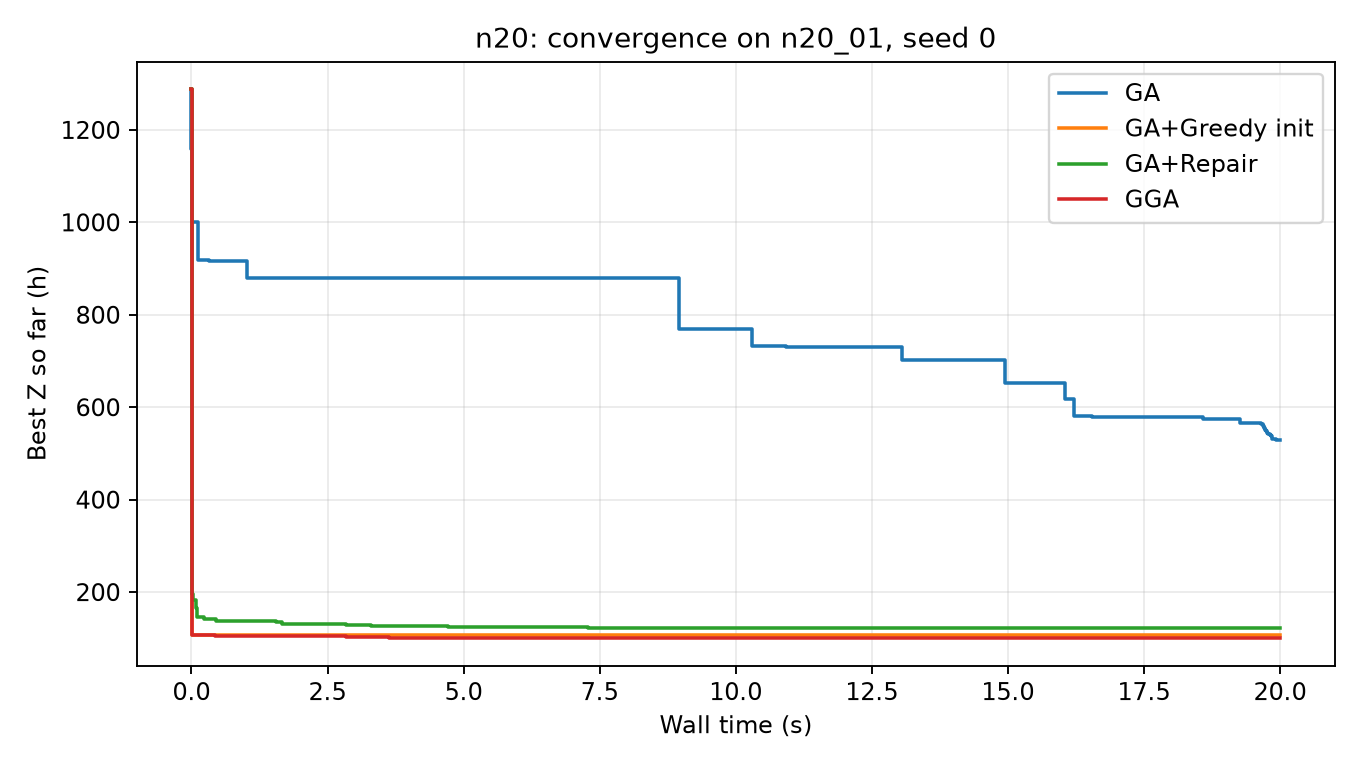 n20: convergence on n20_01, seed 0
GA
GA+Greedy init
GA+Repair
GGA
Best Z so far (h)
1200
1000
800
600
400
200
0.0 2.5 5.0 7.5 10.0 12.5 15.0 17.5 20.0
Wall time (s)